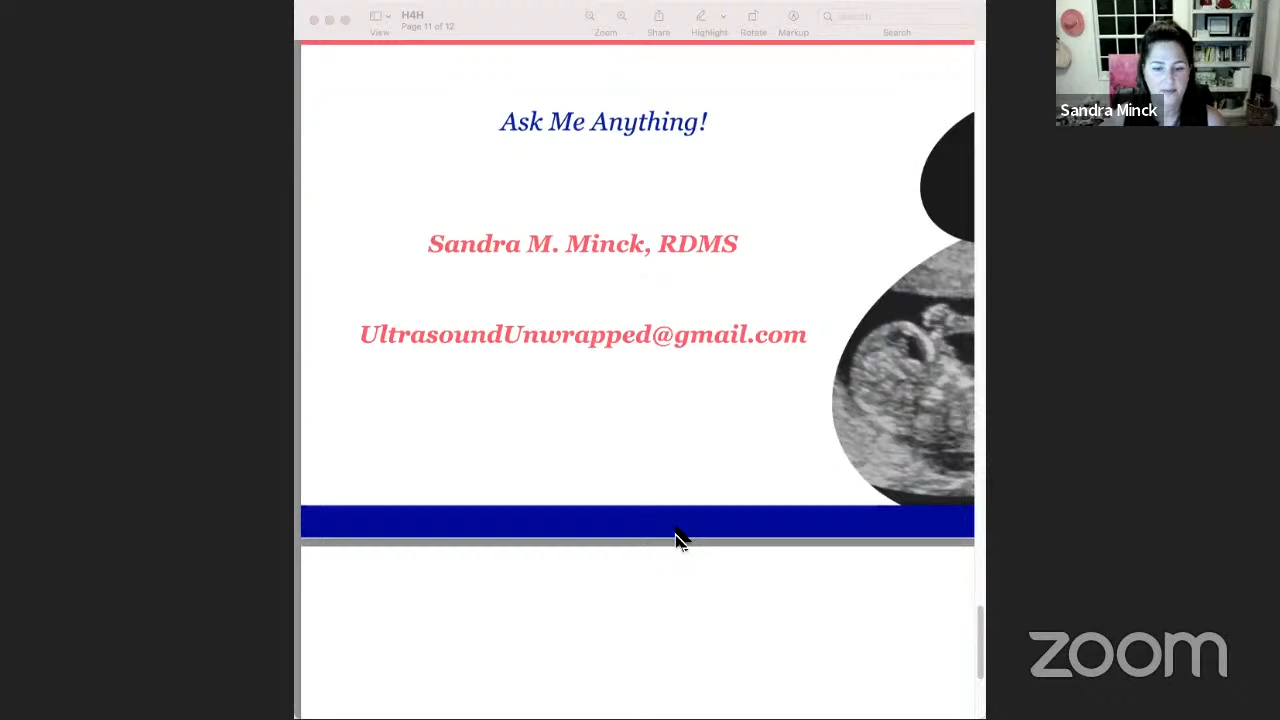 H4H
Page 11 of 12
View
Zoom
Share
Highlight
Rotate
Markup
Search
Search
Ask Me Anything!
Sandra M. Minck, RDMS
UltrasoundUnwrapped@gmail.com
Sandra Minck
zoom